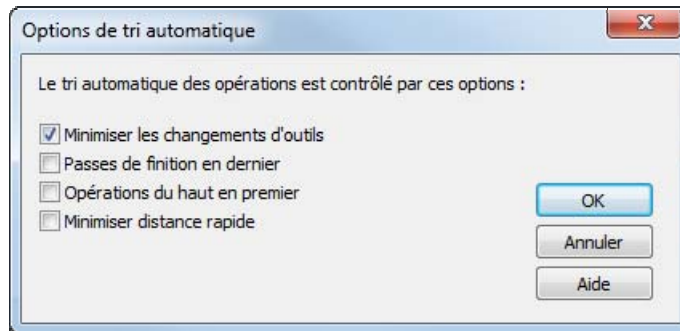 Options de tri automatique
Le tri automatique des opérations est contrôlé par ces options :
Minimiser les changements d'outils
Passes de finition en dernier
Opérations du haut en premier
Minimiser distance rapide
OK
Annuler
Aide